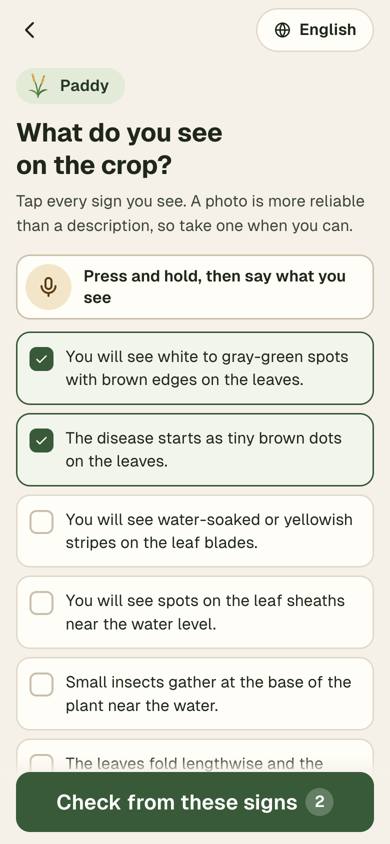 English
Paddy
What do you see
on the crop?
Tap every sign you see. A photo is more reliable
than a description, so take one when you can.
Press and hold, then say what you
see
You will see white to gray-green spots
with brown edges on the leaves.
The disease starts as tiny brown dots
on the leaves.
You will see water-soaked or yellowish
stripes on the leaf blades.
You will see spots on the leaf sheaths
near the water level.
Small insects gather at the base of the
plant near the water.
The leaves fold lengthwise and the
Check from these signs 2